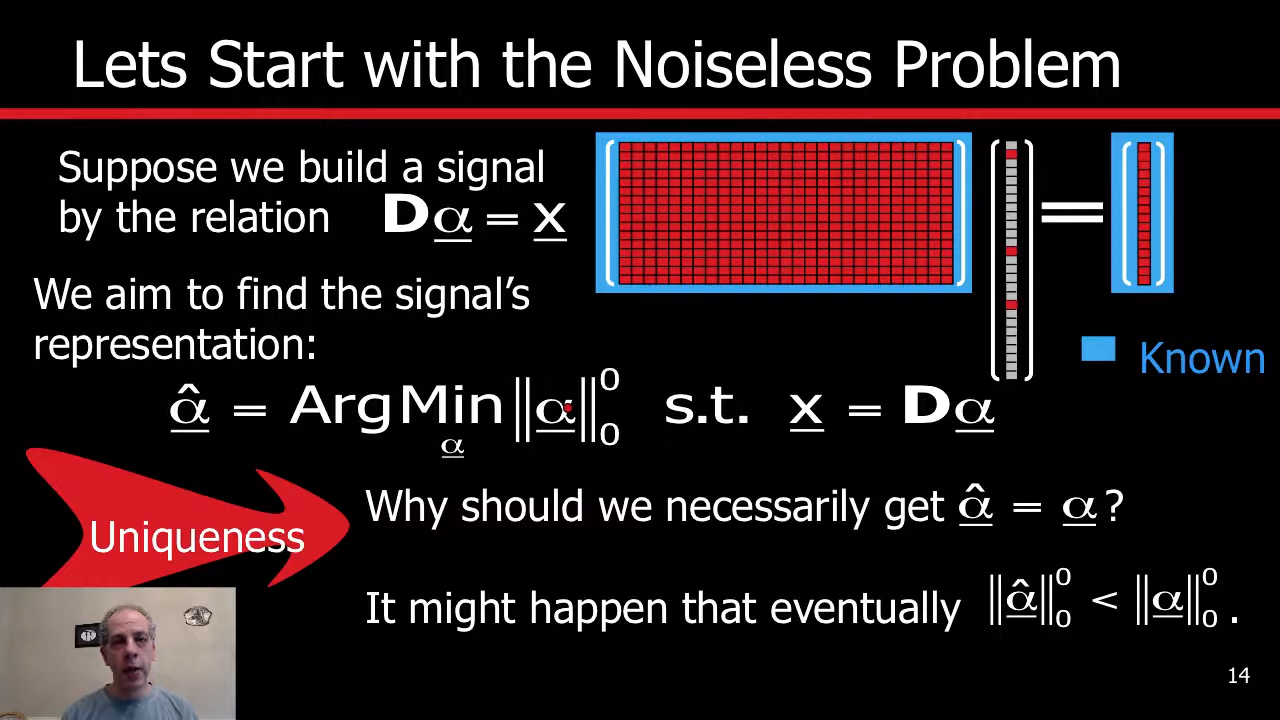 Lets Start with the Noiseless Problem
Suppose we build a signal
by the relation Dα = x
We aim to find the signal’s
representation:
Known
α̂ = ArgMin ‖α‖₀⁰ s.t. x = Dα
α
Uniqueness
Why should we necessarily get α̂ = α?
It might happen that eventually ‖α̂‖₀⁰ < ‖α‖₀⁰.
14